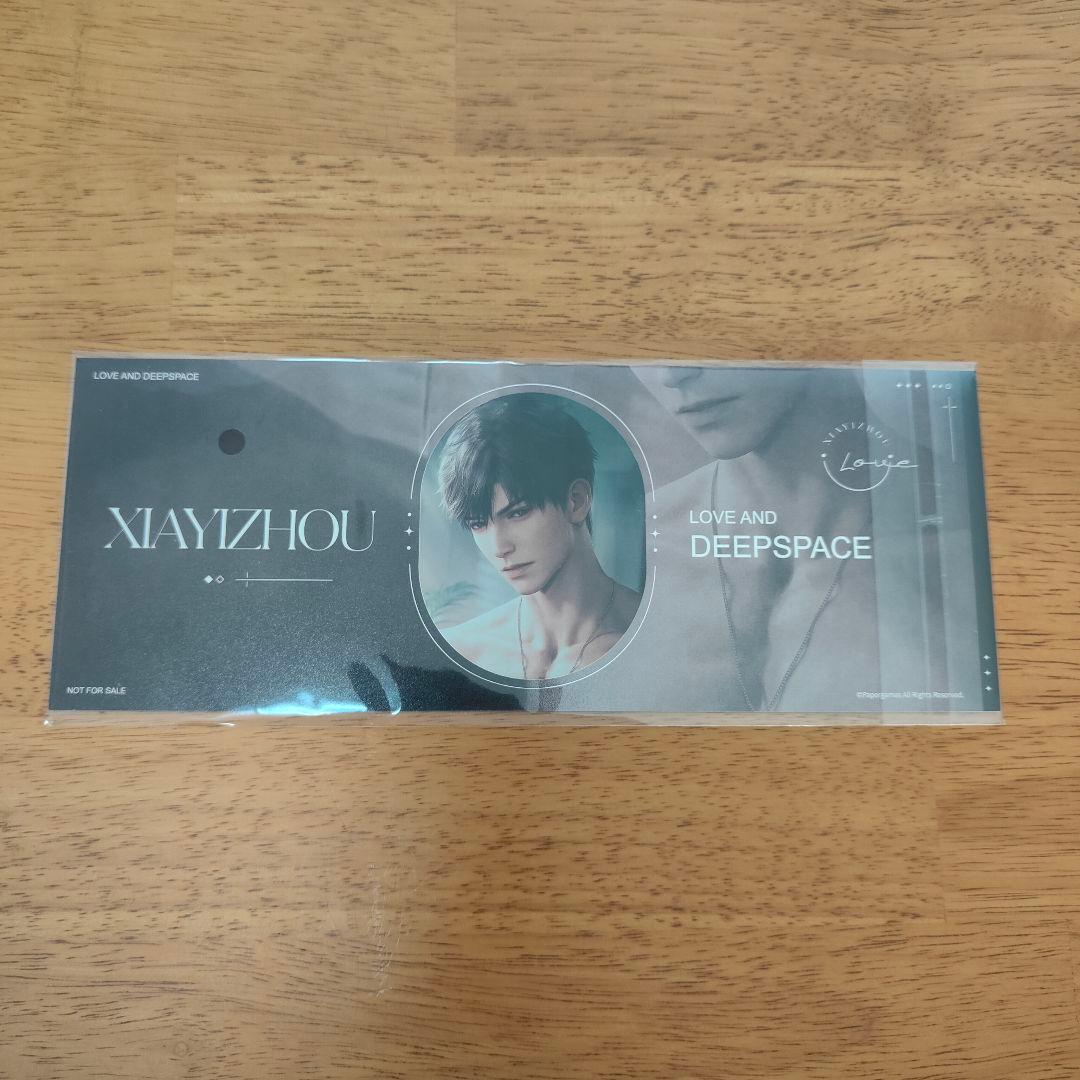 LOVE AND DEEPSPACE
XIAYIZHOU
NOT FOR SALE
XIAYIZHOU
Love
LOVE AND
DEEPSPACE
©Papergames All Rights Reserved.